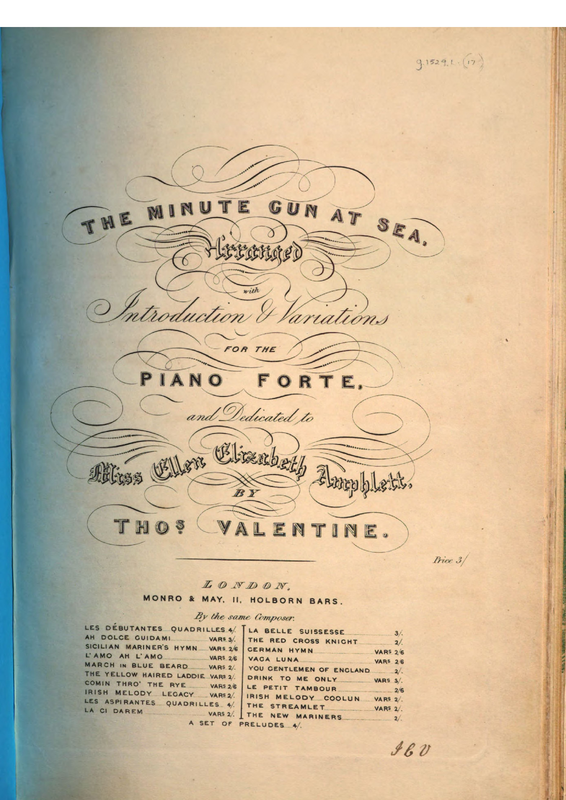 g.1529.i. (17.)
THE MINUTE GUN AT SEA,
Arranged
with
Introduction & Variations
FOR THE
PIANO FORTE,
and Dedicated to
Miss Ellen Elizabeth Amphlett,
BY
THOS VALENTINE.
Price 3/
LONDON,
MONRO & MAY, 11, HOLBORN BARS.
By the same Composer.
LES DÉBUTANTES QUADRILLES 4/.
AH DOLCE GUIDAMI VARS 3/.
SICILIAN MARINER'S HYMN VARS 2/6
L'AMO AH L'AMO VARS 2/6
MARCH IN BLUE BEARD VARS 2/.
THE YELLOW HAIRED LADDIE VARS 2/.
COMIN THRO' THE RYE VARS 2/6
IRISH MELODY LEGACY VARS 2/.
LES ASPIRANTES QUADRILLES 4/
LA CI DAREM VARS 2/.
LA BELLE SUISSESSE 3/.
THE RED CROSS KNIGHT 2/.
GERMAN HYMN VARS 2/6
VAGA LUNA VARS 2/6
YOU GENTLEMEN OF ENGLAND 2/.
DRINK TO ME ONLY VARS 3/.
LE PETIT TAMBOUR 2/6
IRISH MELODY COOLUN VARS 2/.
THE STREAMLET VARS 2/.
THE NEW MARINERS 2/.
A SET OF PRELUDES 4/.